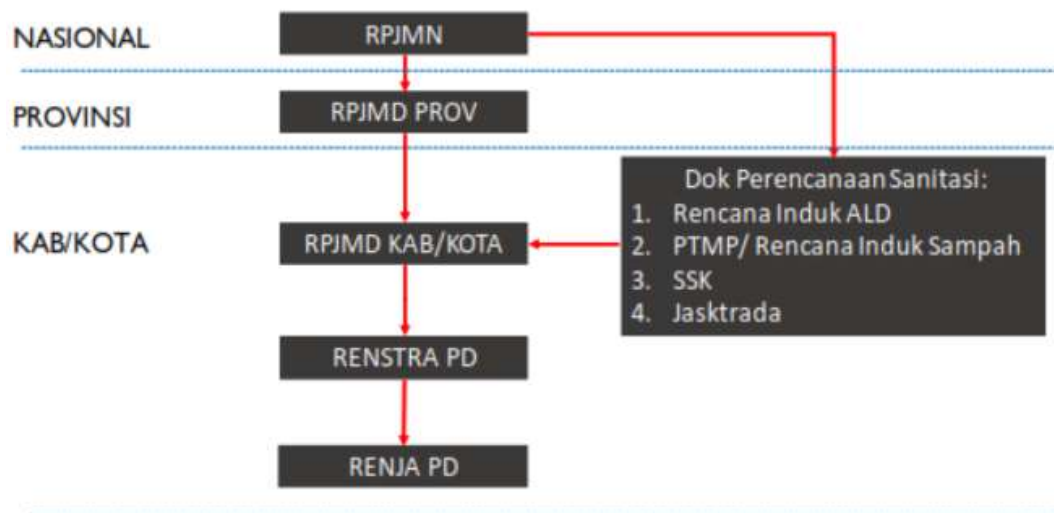 NASIONAL
RPJMN
PROVINSI
RPJMD PROV
KAB/KOTA
RPJMD KAB/KOTA
Dok Perencanaan Sanitasi:
1. Rencana Induk ALD
2. PTMP/ Rencana Induk Sampah
3. SSK
4. Jasktrada
RENSTRA PD
RENJA PD